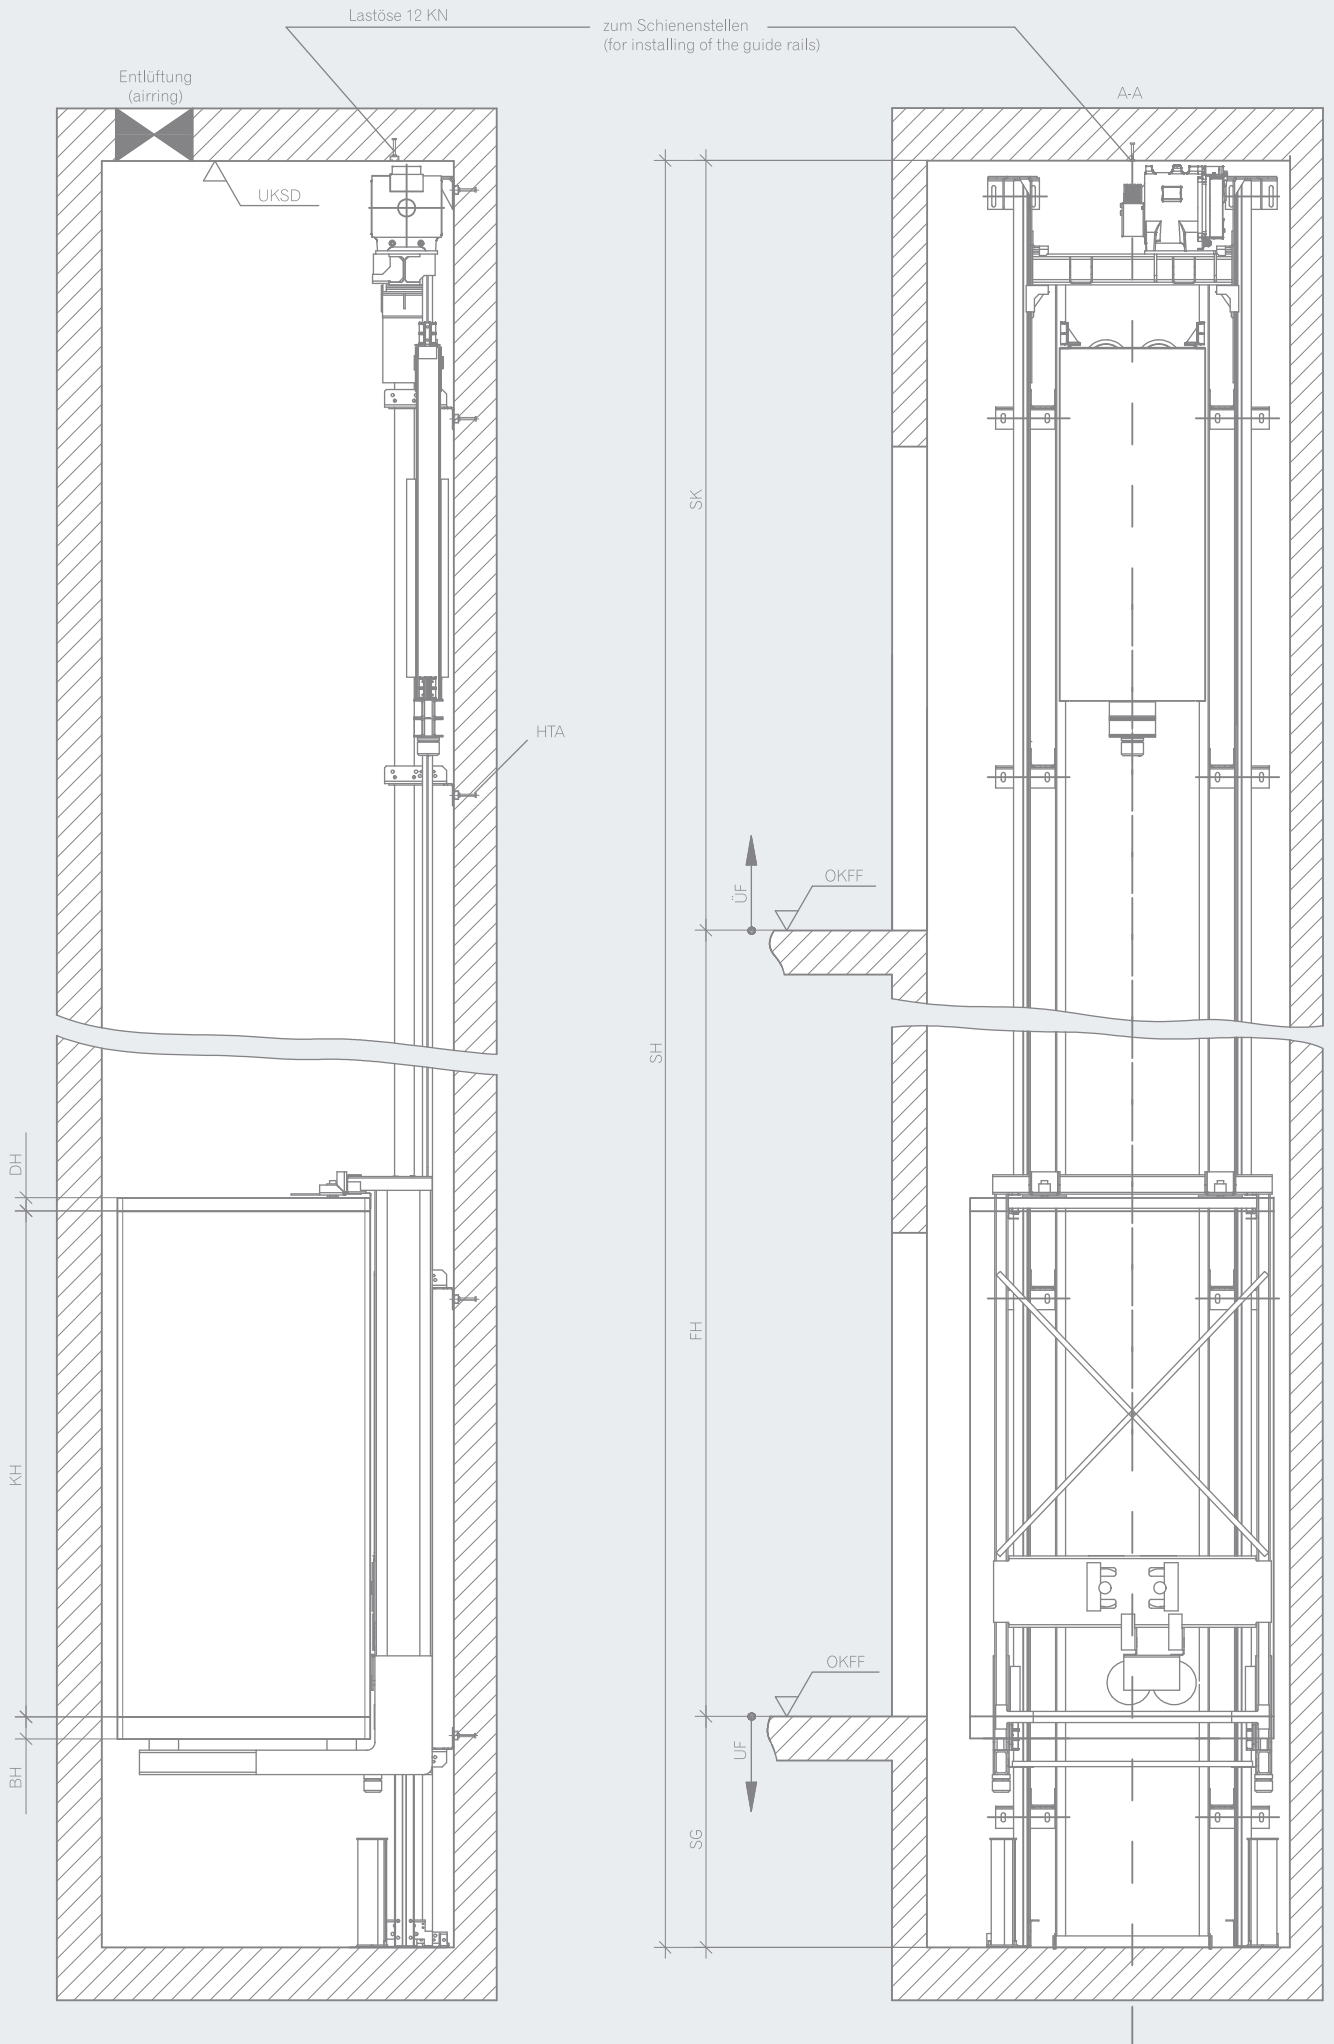 Lastöse 12 KN
zum Schienenstellen
(for installing of the guide rails)
Entlüftung
(airring)
A-A
UKSD
SK
HTA
ÜF
OKFF
SH
DH
FH
KH
OKFF
UF
BH
SG